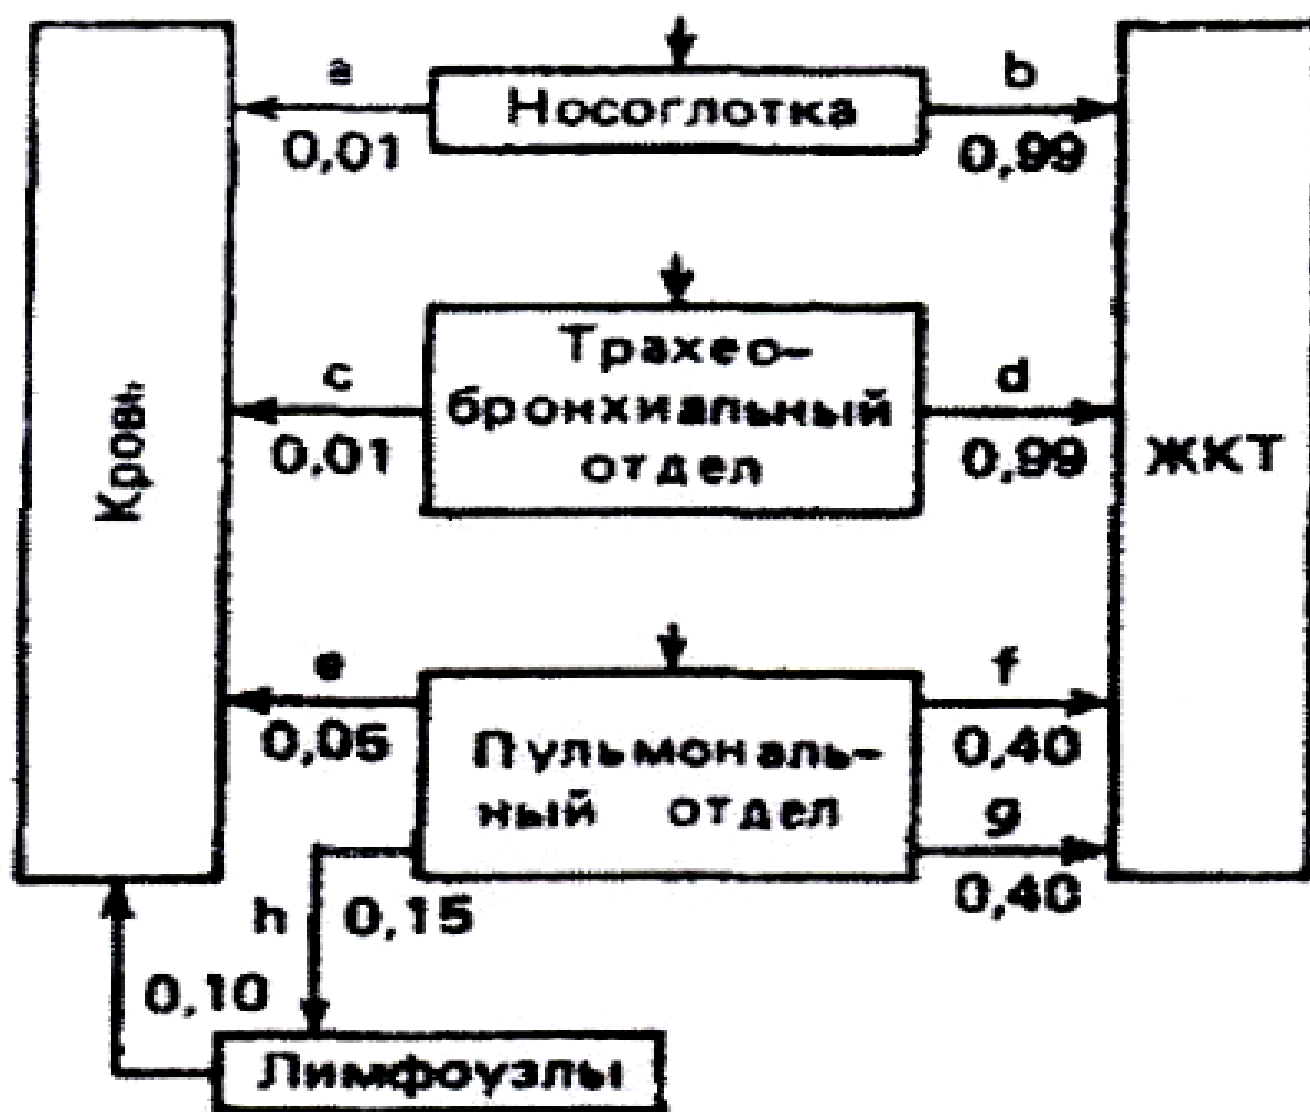 a
Носоглотка
b
0,01
0,99
Трахео-
бронхиальный
отдел
c
d
0,01
0,99
Кровь
ЖКТ
e
f
0,05
0,40
Пульмональ-
ный отдел
g
0,40
h
0,15
0,10
Лимфоузлы